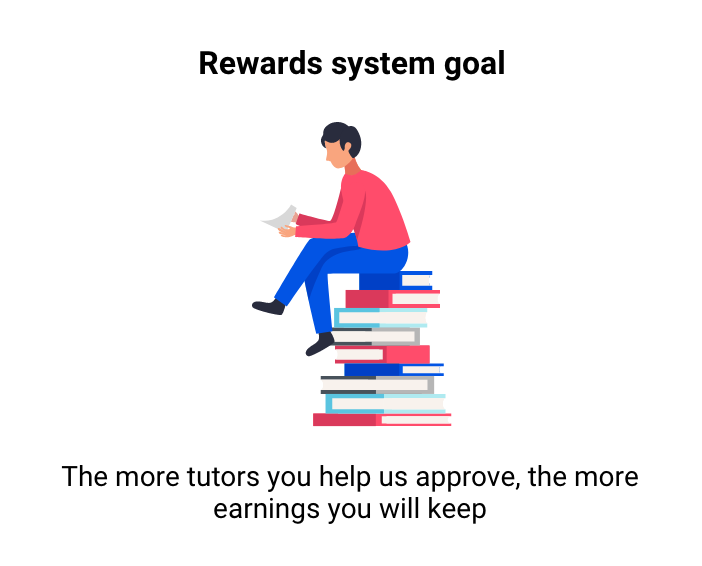 Rewards system goal
The more tutors you help us approve, the more
earnings you will keep